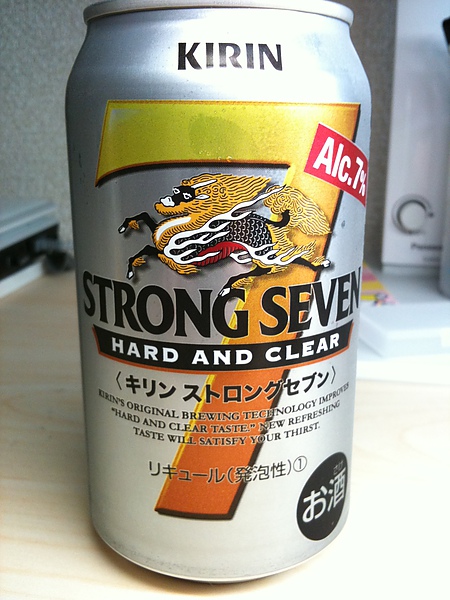 KIRIN
7
Alc.7%
STRONG SEVEN
HARD AND CLEAR
〈キリン ストロングセブン〉
KIRIN'S ORIGINAL BREWING TECHNOLOGY IMPROVES
"HARD AND CLEAR TASTE." NEW REFRESHING
TASTE WILL SATISFY YOUR THIRST.
リキュール(発泡性)①
お酒